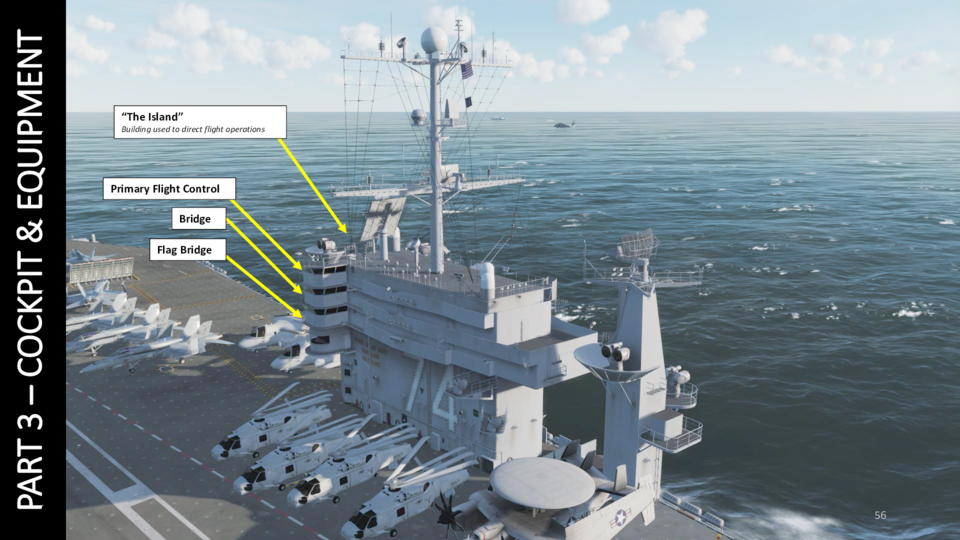 PART 3 – COCKPIT & EQUIPMENT
“The Island”
Building used to direct flight operations
Primary Flight Control
Bridge
Flag Bridge
74
56